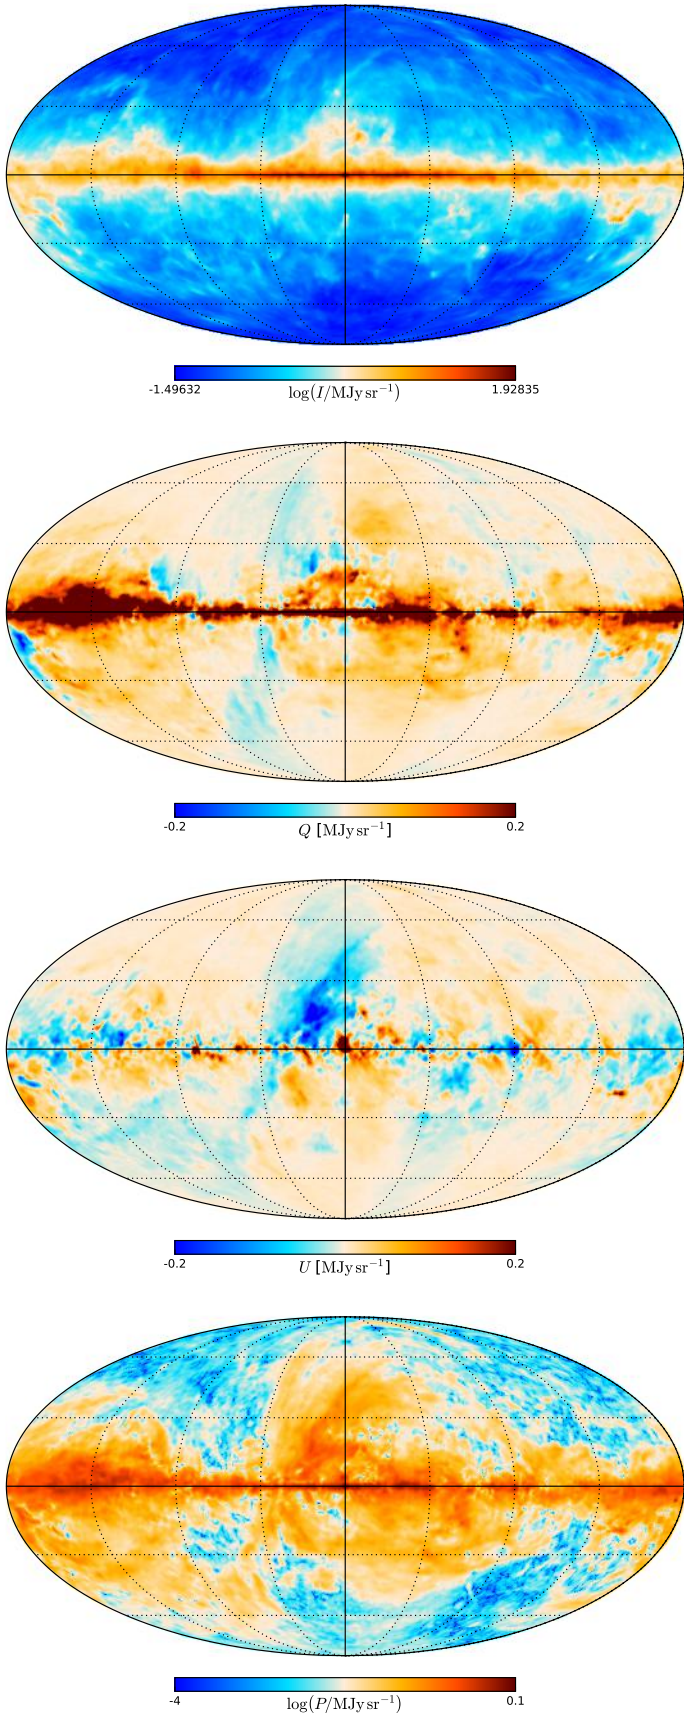 -1.49632 1.92835
log(I/MJy sr⁻¹)
-0.2 0.2
Q [MJy sr⁻¹]
-0.2 0.2
U [MJy sr⁻¹]
-4 0.1
log(P/MJy sr⁻¹)